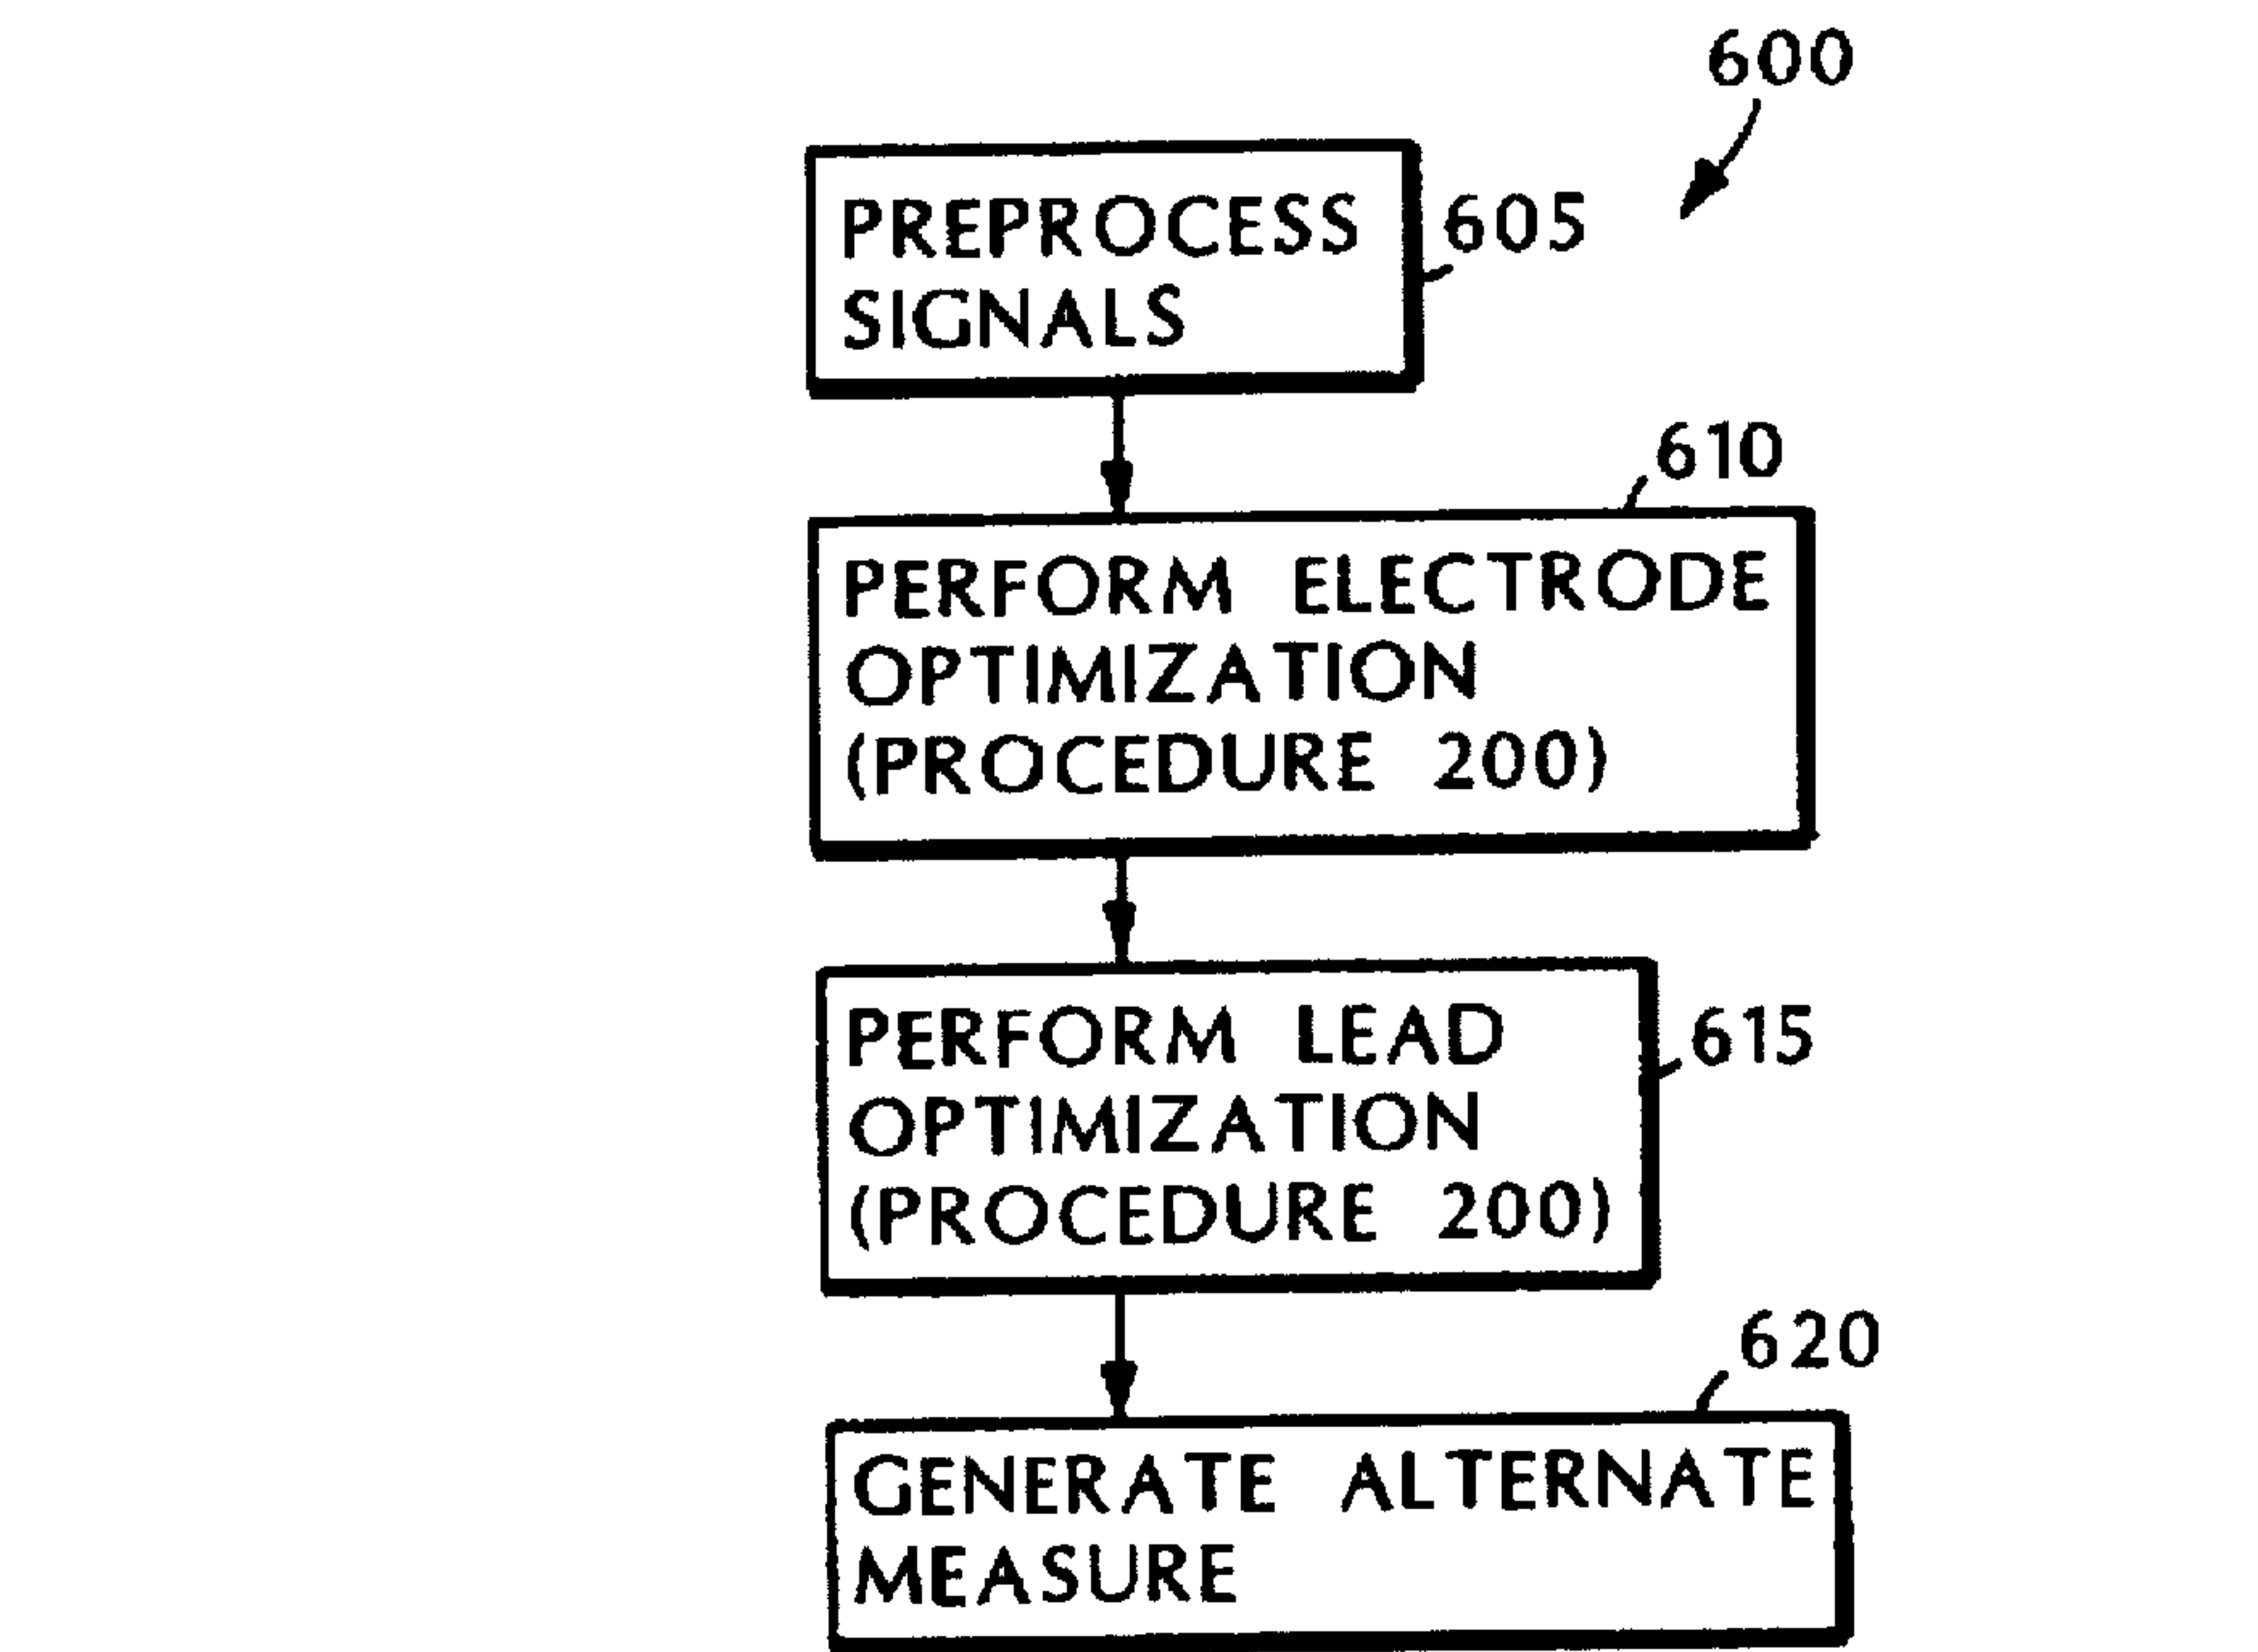 600
PREPROCESS
SIGNALS
605
610
PERFORM ELECTRODE
OPTIMIZATION
(PROCEDURE 200)
PERFORM LEAD
OPTIMIZATION
(PROCEDURE 200)
615
620
GENERATE ALTERNATE
MEASURE